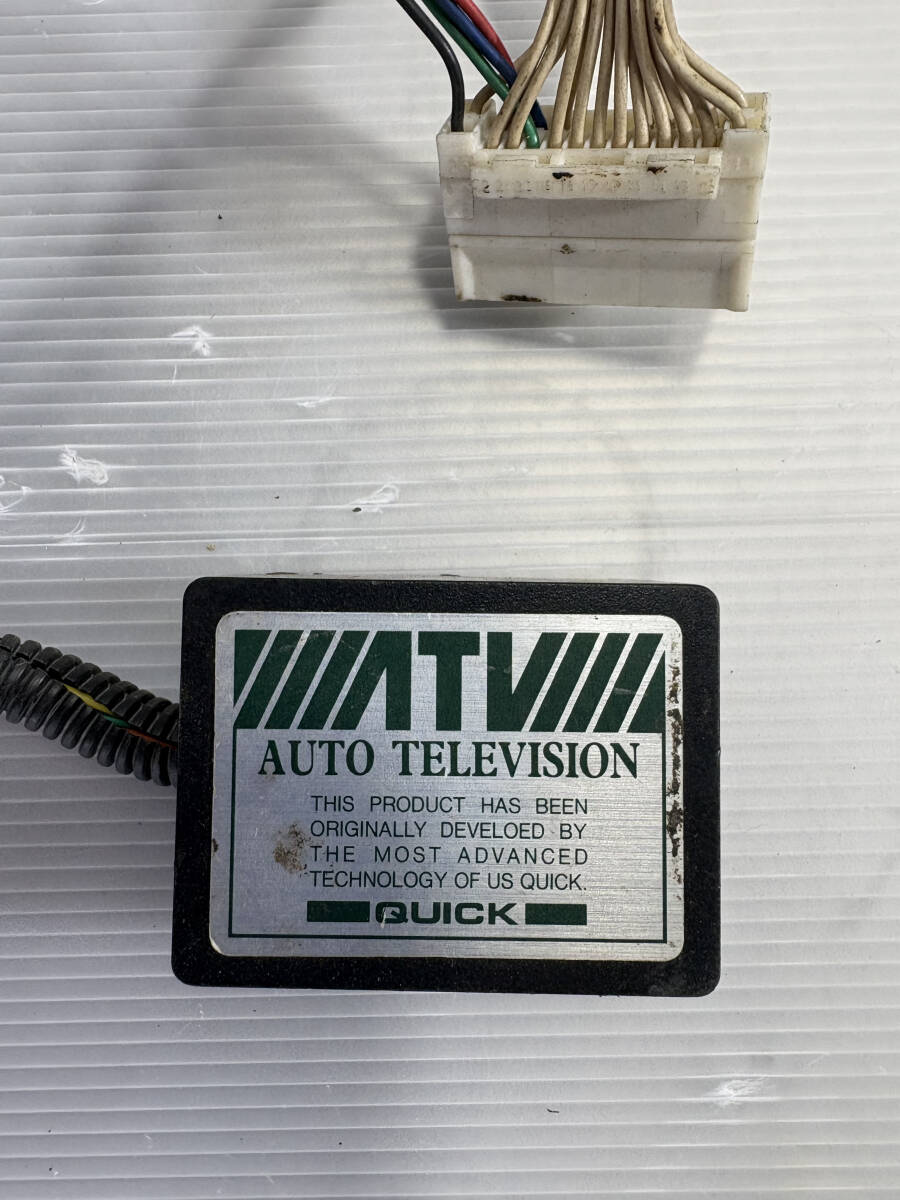 ATV
AUTO TELEVISION
THIS PRODUCT HAS BEEN
ORIGINALLY DEVELOED BY
THE MOST ADVANCED
TECHNOLOGY OF US QUICK.
QUICK